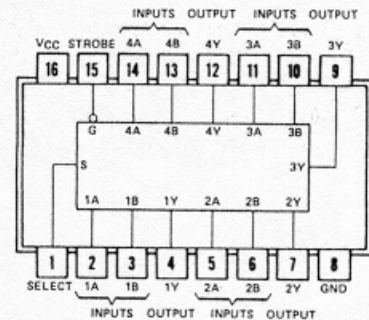 INPUTS OUTPUT INPUTS OUTPUT
VCC STROBE 4A 4B 4Y 3A 3B 3Y
16 15 14 13 12 11 10 9
G 4A 4B 4Y 3A 3B
S 3Y
1A 1B 1Y 2A 2B 2Y
1 2 3 4 5 6 7 8
SELECT 1A 1B 1Y 2A 2B 2Y GND
INPUTS OUTPUT INPUTS OUTPUT